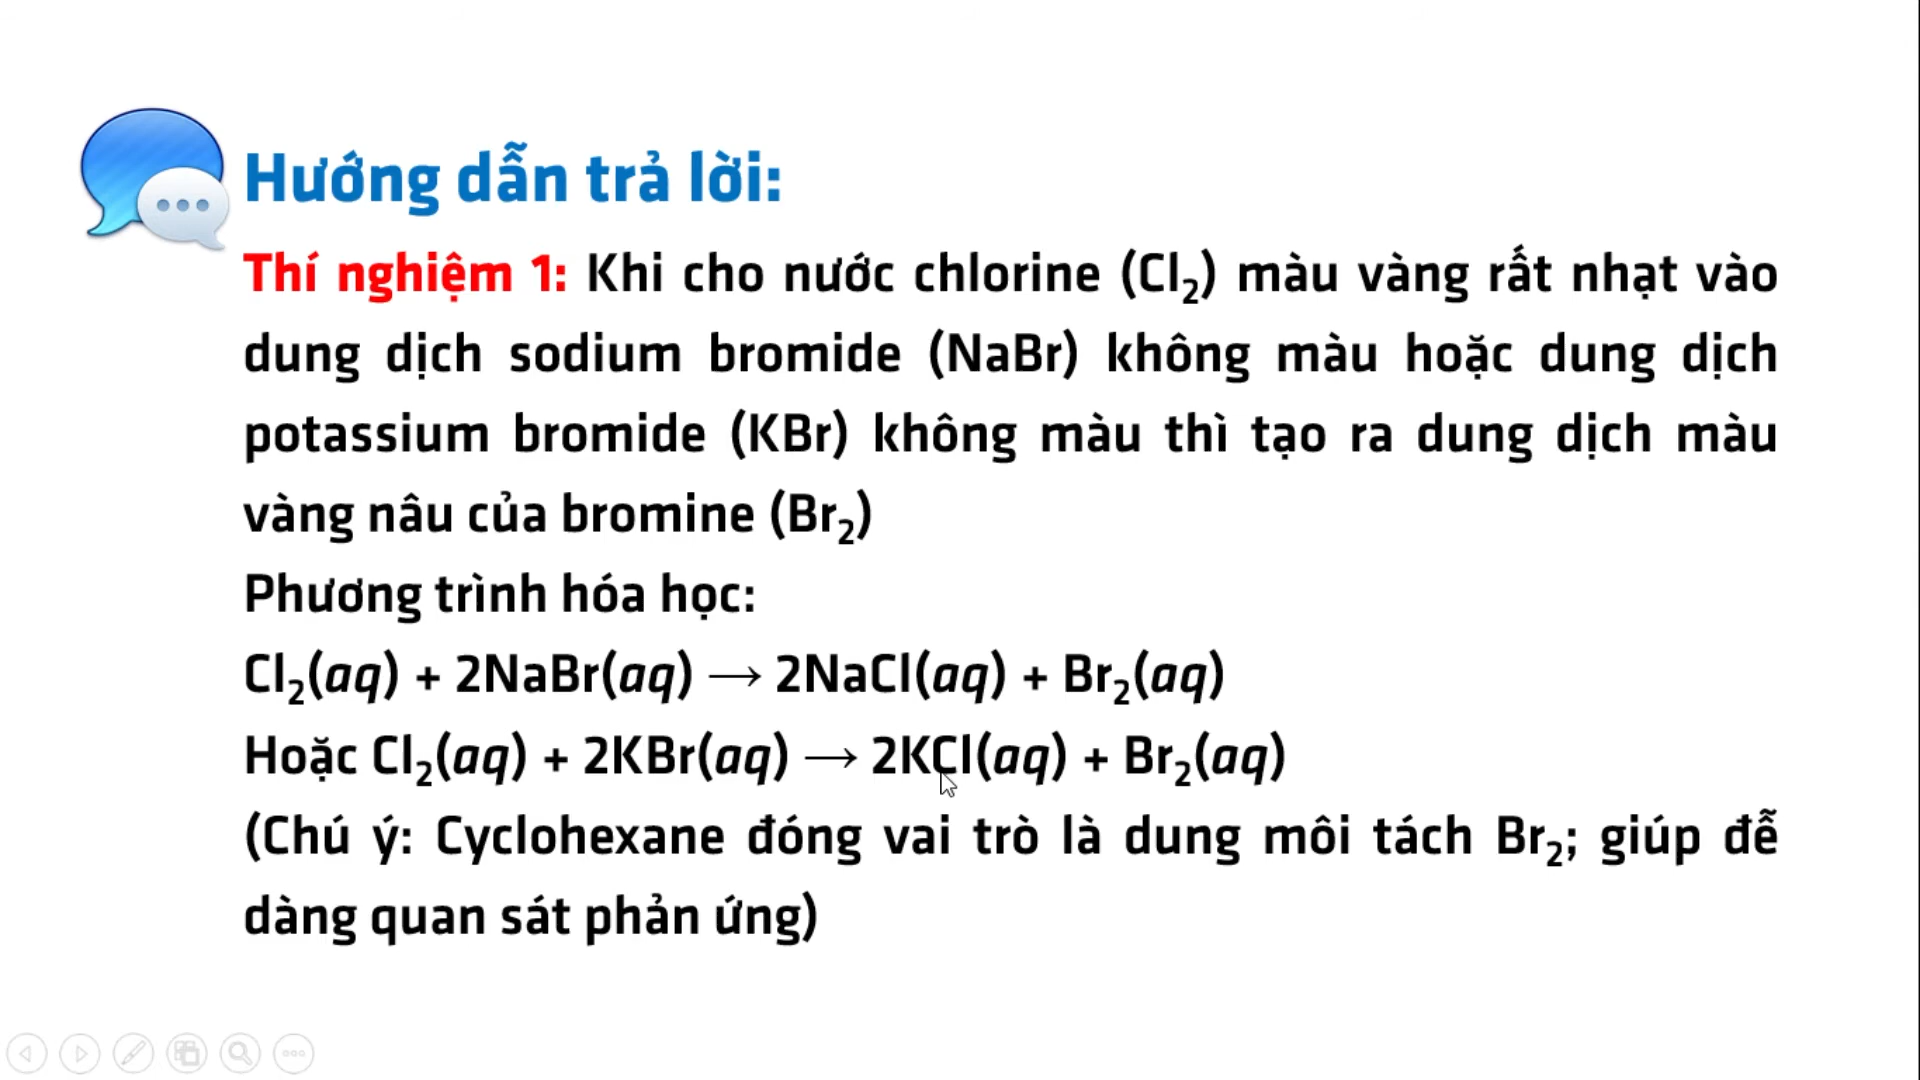 Hướng dẫn trả lời:
Thí nghiệm 1: Khi cho nước chlorine (Cl₂) màu vàng rất nhạt vào
dung dịch sodium bromide (NaBr) không màu hoặc dung dịch
potassium bromide (KBr) không màu thì tạo ra dung dịch màu
vàng nâu của bromine (Br₂)
Phương trình hóa học:
Cl₂(aq) + 2NaBr(aq) → 2NaCl(aq) + Br₂(aq)
Hoặc Cl₂(aq) + 2KBr(aq) → 2KCl(aq) + Br₂(aq)
(Chú ý: Cyclohexane đóng vai trò là dung môi tách Br₂; giúp đễ
dàng quan sát phản ứng)